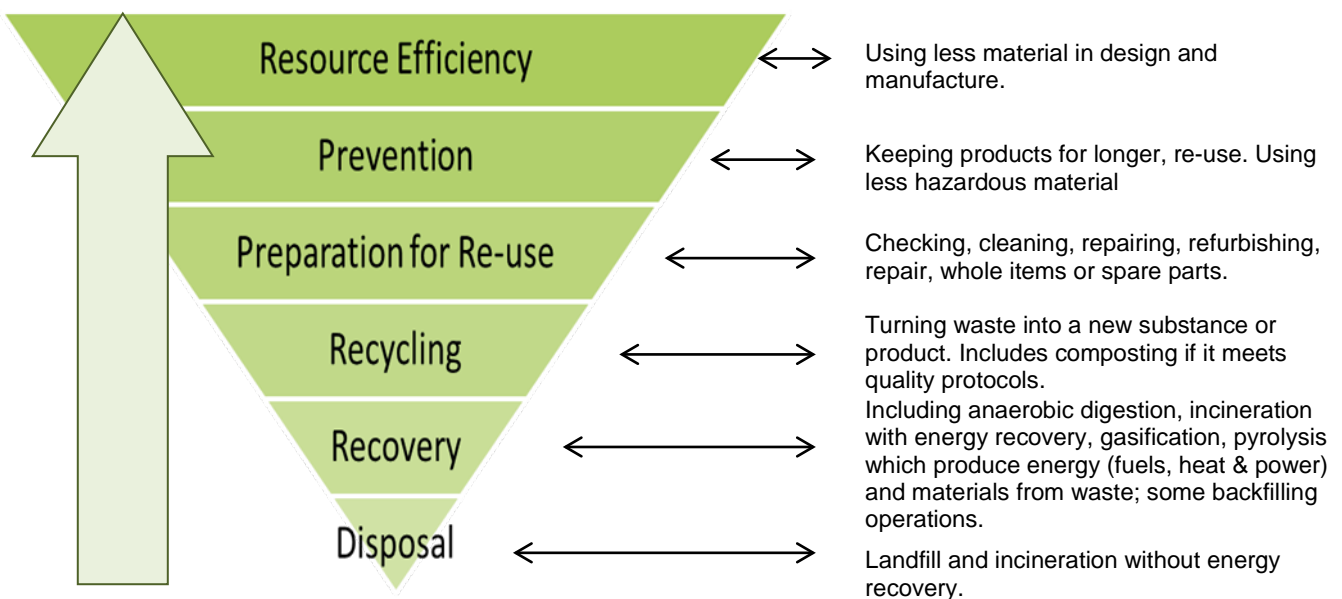 Resource Efficiency
Using less material in design and
manufacture.
Prevention
Keeping products for longer, re-use. Using
less hazardous material
Preparation for Re-use
Checking, cleaning, repairing, refurbishing,
repair, whole items or spare parts.
Recycling
Turning waste into a new substance or
product. Includes composting if it meets
quality protocols.
Recovery
Including anaerobic digestion, incineration
with energy recovery, gasification, pyrolysis
which produce energy (fuels, heat & power)
and materials from waste; some backfilling
operations.
Disposal
Landfill and incineration without energy
recovery.